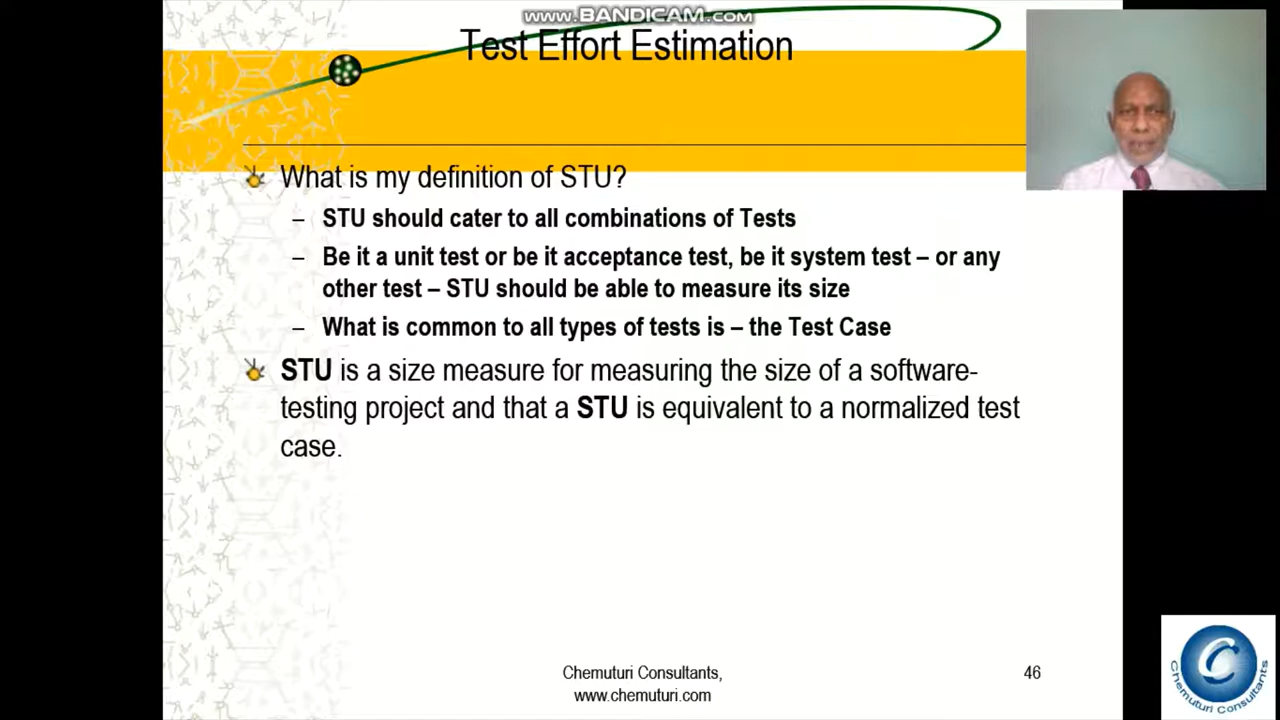 www.BANDICAM.com
Test Effort Estimation
What is my definition of STU?
– STU should cater to all combinations of Tests
– Be it a unit test or be it acceptance test, be it system test – or any
other test – STU should be able to measure its size
– What is common to all types of tests is – the Test Case
STU is a size measure for measuring the size of a software-
testing project and that a STU is equivalent to a normalized test
case.
Chemuturi Consultants,
www.chemuturi.com
46
C
Chemuturi Consultants